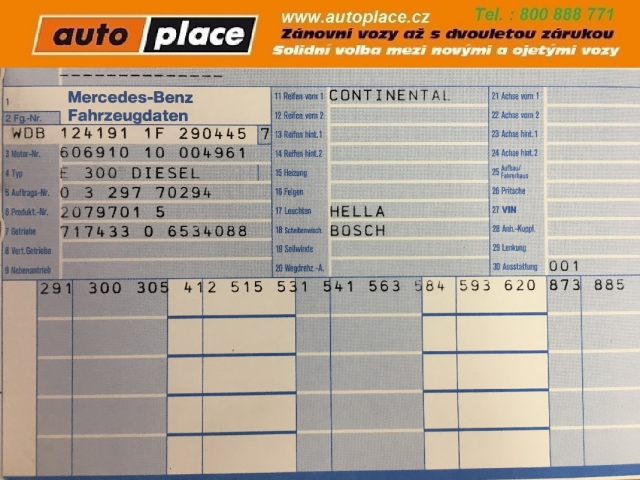 auto place
www.autoplace.cz
Tel. : 800 888 771
Zánovní vozy až s dvouletou zárukou
Solidní volba mezi novými a ojetými vozy
Mercedes-Benz
Fahrzeugdaten
1
2 Fg.-Nr.
WDB 124191 1F 290445 7
3 Motor-Nr. 606910 10 004961
4 Typ E 300 DIESEL
5 Auftrags-Nr. 0 3 297 70294
6 Produkt.-Nr. 2079701 5
7 Getriebe 717433 0 6534088
8 Vert.Getriebe
9 Nebenantrieb
11 Reifen vorn 1 CONTINENTAL
12 Reifen vorn 2
13 Reifen hint.1
14 Reifen hint.2
15 Heizung
16 Felgen
17 Leuchten HELLA
18 Scheibenwisch. BOSCH
19 Seilwinde
20 Wegdrehz.-A.
21 Achse vorn 1
22 Achse vorn 2
23 Achse hint.1
24 Achse hint.2
25 Aufbau/
Fahrerhaus
26 Pritsche
27 VIN
28 Anh.-Kuppl.
29 Lenkung
30 Ausstattung 001
291 300 305 412 515 531 541 563 584 593 620 873 885